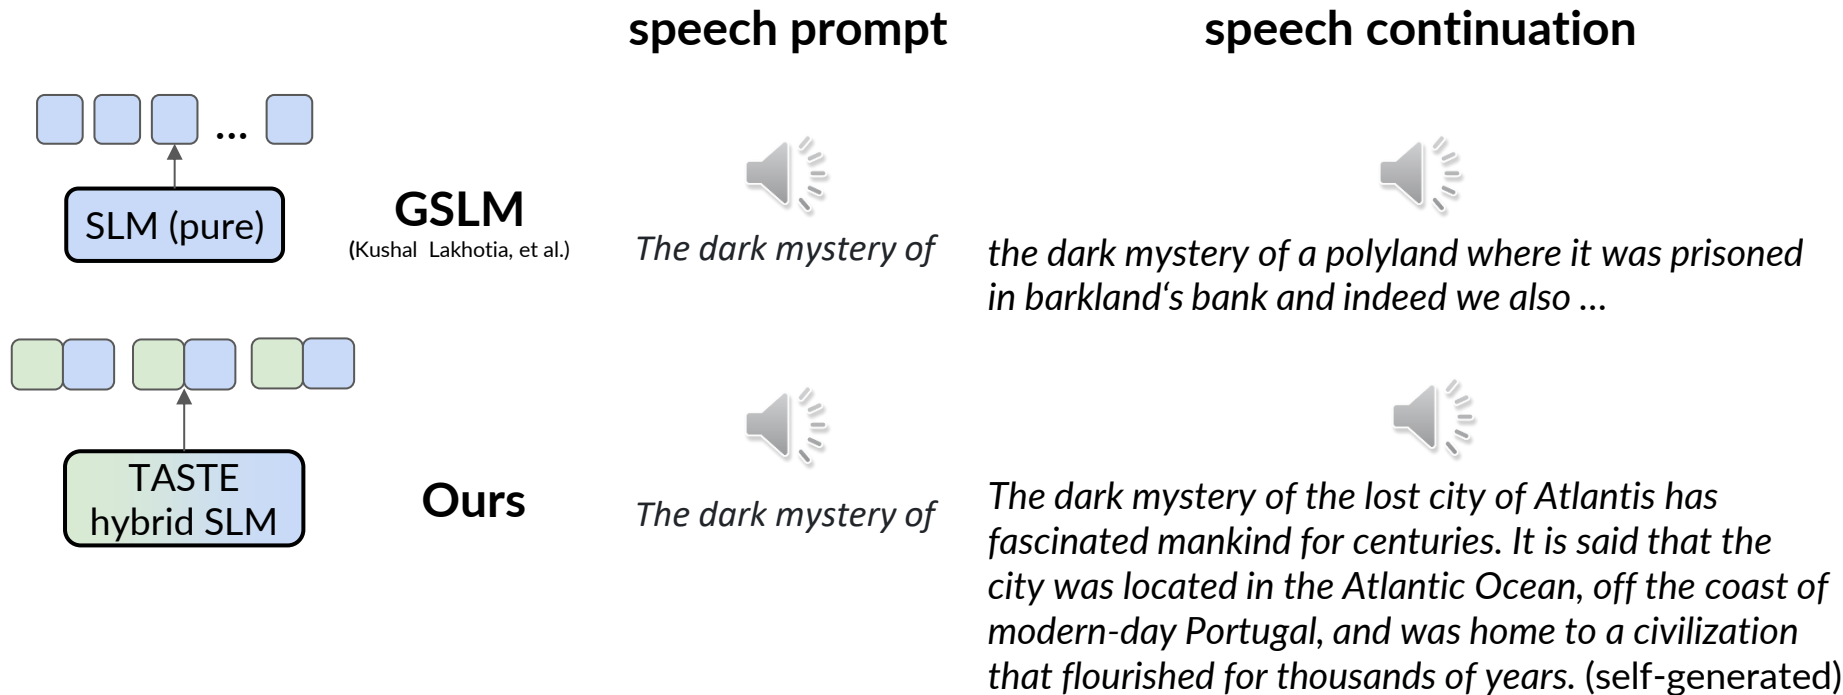 speech prompt
speech continuation
...
SLM (pure)
GSLM
(Kushal Lakhotia, et al.)
The dark mystery of
the dark mystery of a polyland where it was prisoned
in barkland‘s bank and indeed we also ...
TASTE
hybrid SLM
Ours
The dark mystery of
The dark mystery of the lost city of Atlantis has
fascinated mankind for centuries. It is said that the
city was located in the Atlantic Ocean, off the coast of
modern-day Portugal, and was home to a civilization
that flourished for thousands of years. (self-generated)